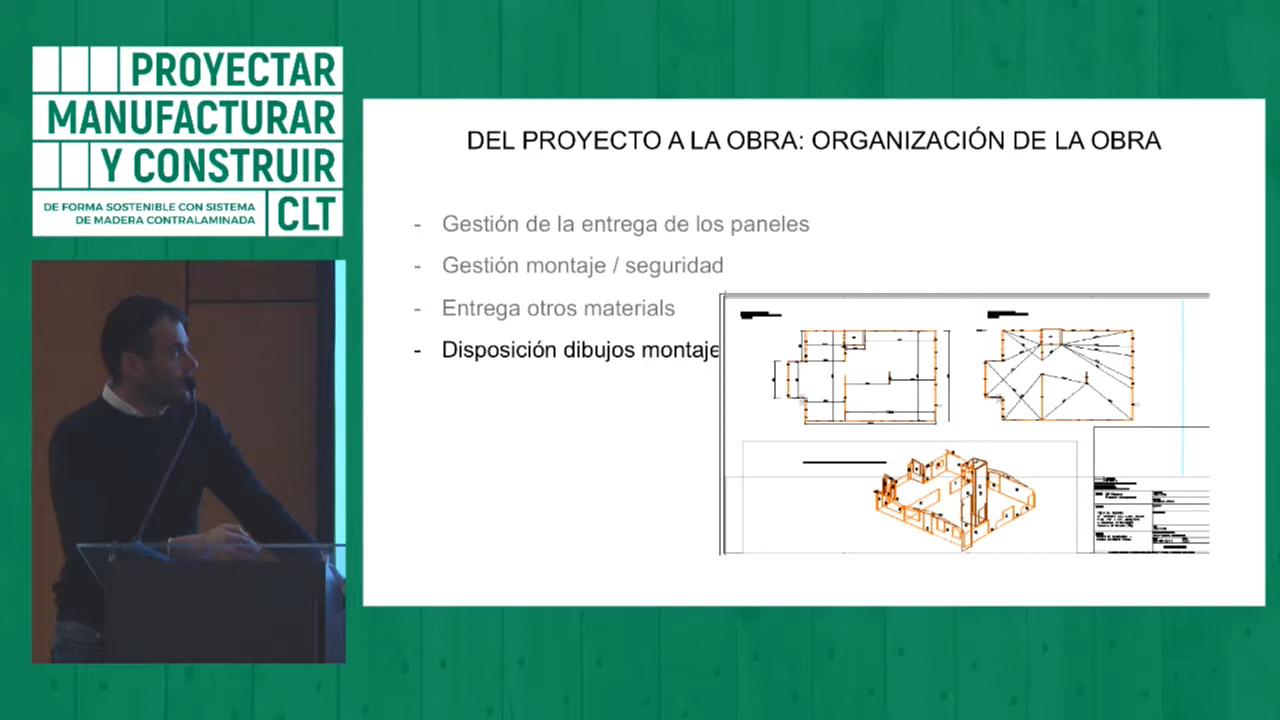 PROYECTAR
MANUFACTURAR
Y CONSTRUIR
DE FORMA SOSTENIBLE CON SISTEMA
DE MADERA CONTRALAMINADA
CLT
DEL PROYECTO A LA OBRA: ORGANIZACIÓN DE LA OBRA
- Gestión de la entrega de los paneles
- Gestión montaje / seguridad
- Entrega otros materials
- Disposición dibujos montaje